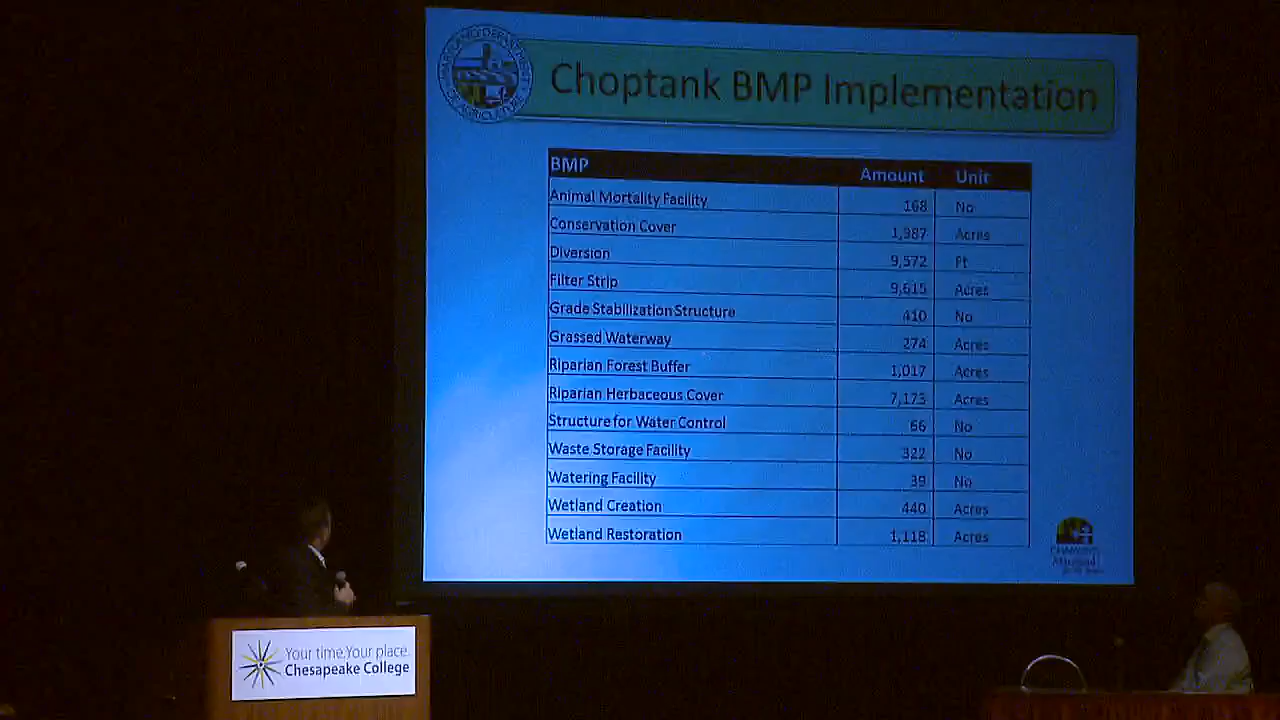 MARYLAND DEPARTMENT
OF AGRICULTURE
Choptank BMP Implementation
BMP Amount Unit
Animal Mortality Facility 168 No
Conservation Cover 1,387 Acres
Diversion 9,572 Ft
Filter Strip 9,615 Acres
Grade Stabilization Structure 410 No
Grassed Waterway 274 Acres
Riparian Forest Buffer 1,017 Acres
Riparian Herbaceous Cover 7,173 Acres
Structure for Water Control 66 No
Waste Storage Facility 322 No
Watering Facility 39 No
Wetland Creation 440 Acres
Wetland Restoration 1,118 Acres
Your time. Your place.
Chesapeake College